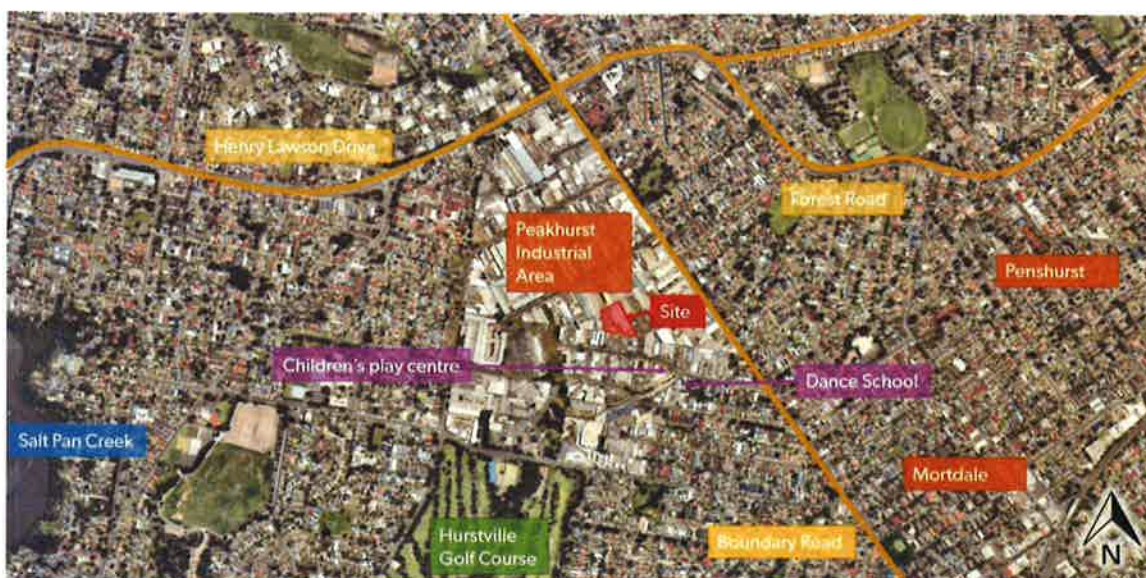 Henry Lawson Drive
Forest Road
Peakhurst
Industrial
Area
Penshurst
Site
Children's play centre
Dance School
Salt Pan Creek
Mortdale
Hurstville
Golf Course
Boundary Road
N